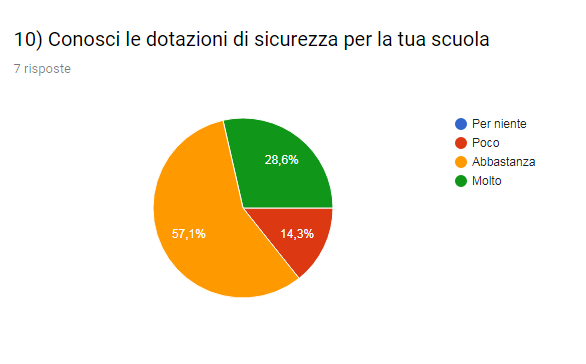 10) Conosci le dotazioni di sicurezza per la tua scuola
7 risposte
Per niente
Poco
Abbastanza
Molto
28,6%
57,1%
14,3%